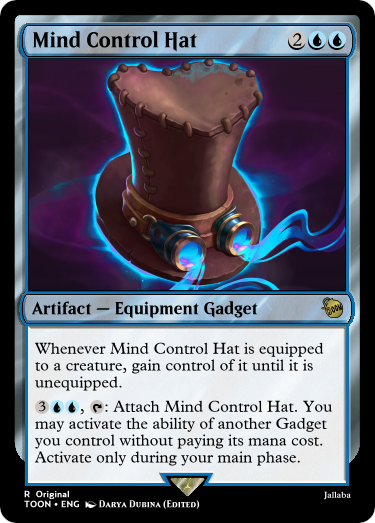 Mind Control Hat 2
BOOM
Artifact — Equipment Gadget
Whenever Mind Control Hat is equipped
to a creature, gain control of it until it is
unequipped.
3, : Attach Mind Control Hat. You
may activate the ability of another Gadget
you control without paying its mana cost.
Activate only during your main phase.
R Original
TOON • ENG Darya Dubina (Edited)
Jallaba